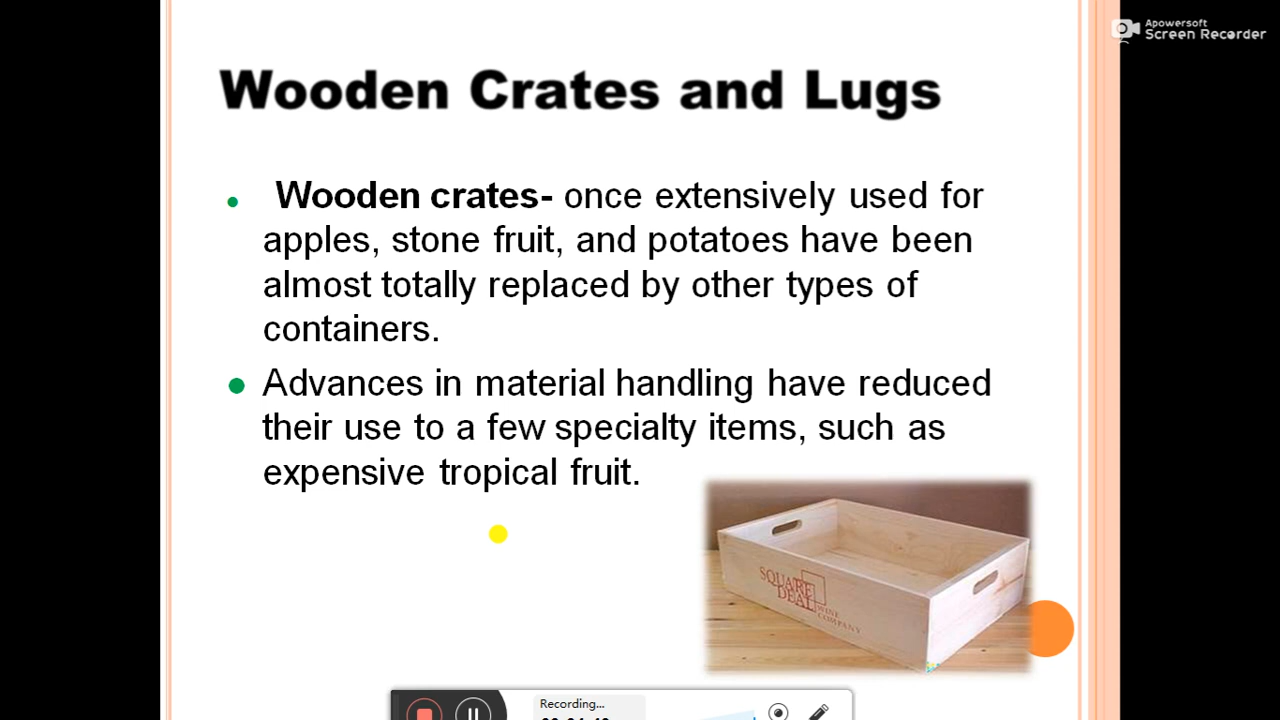 Apowersoft
Screen Recorder
Wooden Crates and Lugs
Wooden crates- once extensively used for
apples, stone fruit, and potatoes have been
almost totally replaced by other types of
containers.
Advances in material handling have reduced
their use to a few specialty items, such as
expensive tropical fruit.
SQUARE
DEAL
WINE
COMPANY
Recording...